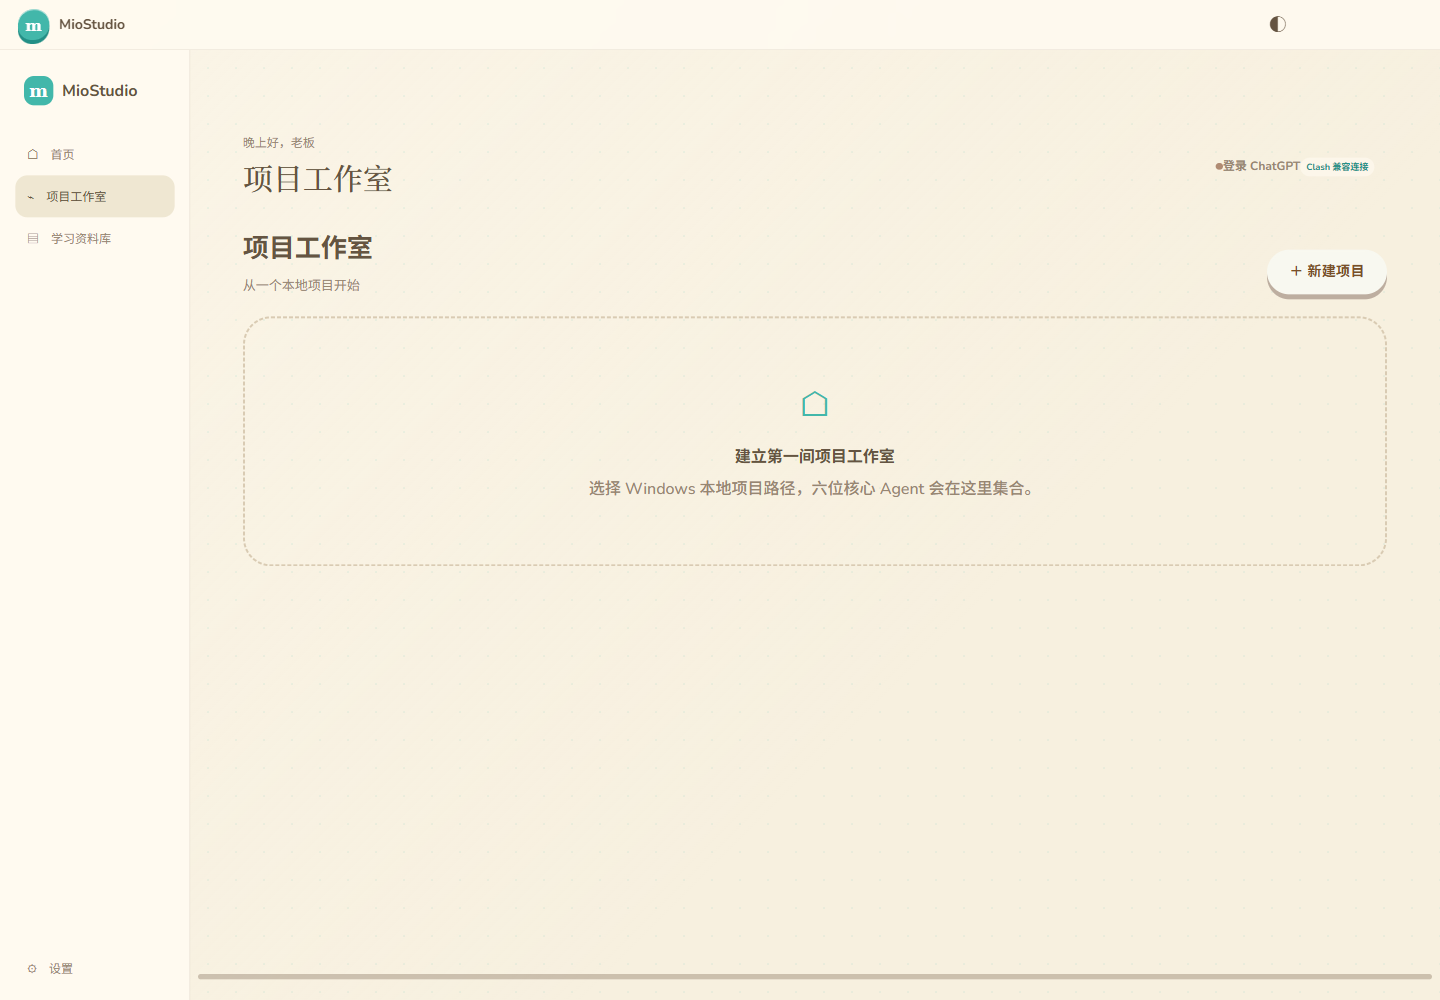 m MioStudio
m MioStudio
首页
项目工作室
学习资料库
设置
晚上好，老板
项目工作室
登录 ChatGPT Clash 兼容连接
项目工作室
从一个本地项目开始
+ 新建项目
建立第一间项目工作室
选择 Windows 本地项目路径，六位核心 Agent 会在这里集合。